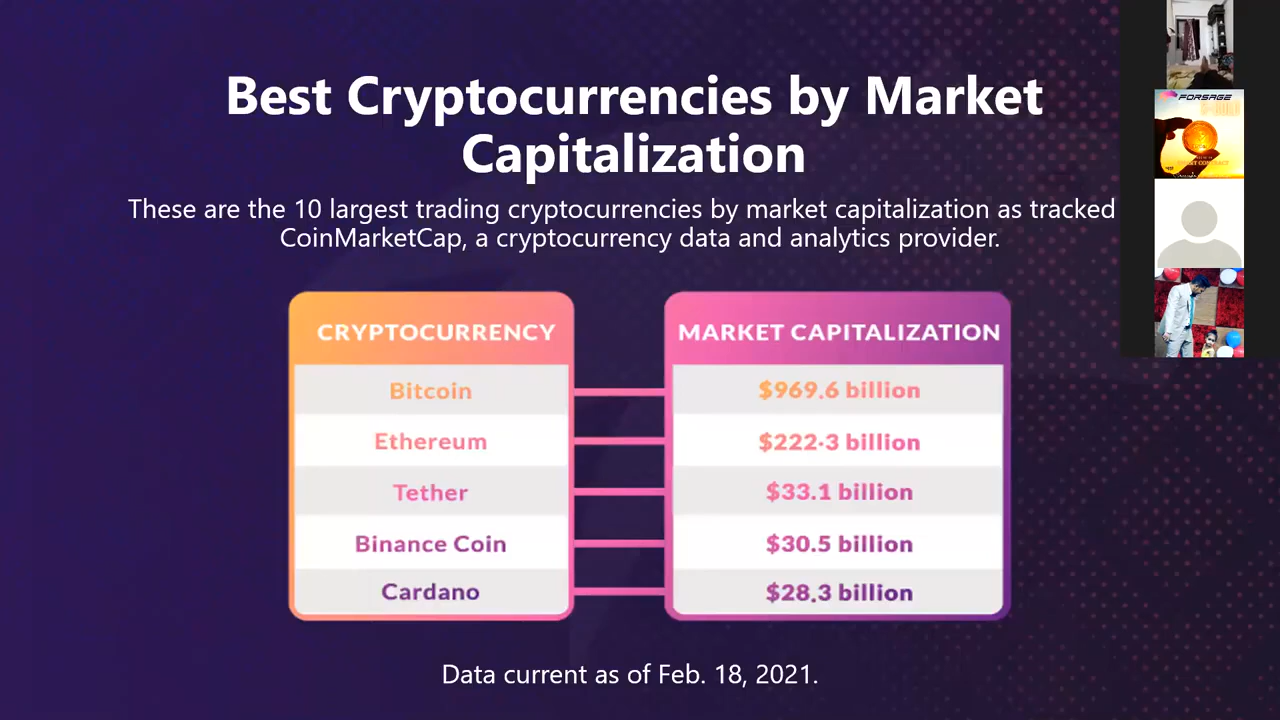 Best Cryptocurrencies by Market
Capitalization
These are the 10 largest trading cryptocurrencies by market capitalization as tracked
CoinMarketCap, a cryptocurrency data and analytics provider.
CRYPTOCURRENCY MARKET CAPITALIZATION
Bitcoin $969.6 billion
Ethereum $222.3 billion
Tether $33.1 billion
Binance Coin $30.5 billion
Cardano $28.3 billion
Data current as of Feb. 18, 2021.
FORSAGE